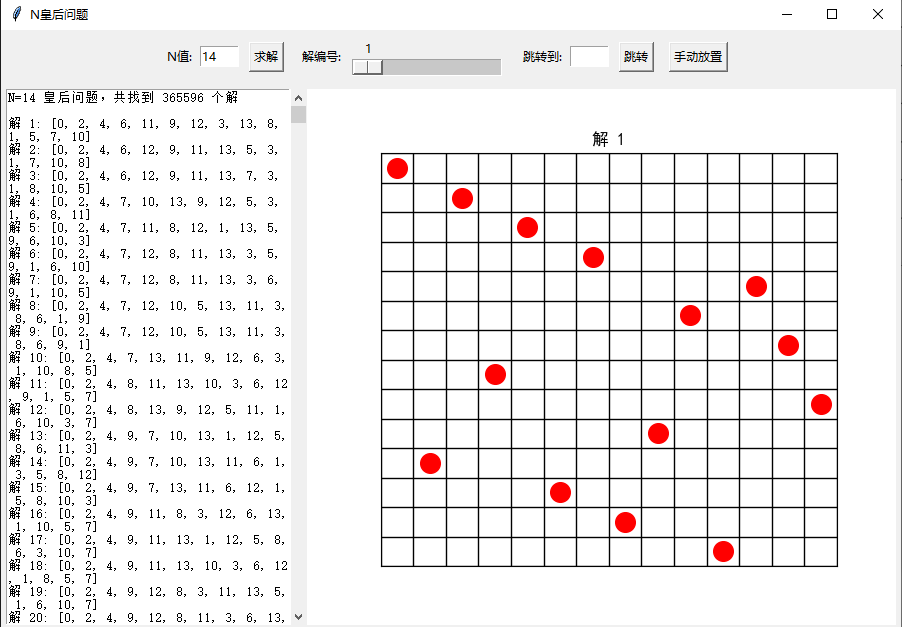 N皇后问题
N值: 14 求解 解编号: 1 跳转到: 跳转 手动放置
N=14 皇后问题，共找到 365596 个解
解 1: [0, 2, 4, 6, 11, 9, 12, 3, 13, 8,
1, 5, 7, 10]
解 2: [0, 2, 4, 6, 12, 9, 11, 13, 5, 3,
1, 7, 10, 8]
解 3: [0, 2, 4, 6, 12, 9, 11, 13, 7, 3,
1, 8, 10, 5]
解 4: [0, 2, 4, 7, 10, 13, 9, 12, 5, 3,
1, 6, 8, 11]
解 5: [0, 2, 4, 7, 11, 8, 12, 1, 13, 5,
9, 6, 10, 3]
解 6: [0, 2, 4, 7, 12, 8, 11, 13, 3, 5,
9, 1, 6, 10]
解 7: [0, 2, 4, 7, 12, 8, 11, 13, 3, 6,
9, 1, 10, 5]
解 8: [0, 2, 4, 7, 12, 10, 5, 13, 11, 3,
8, 6, 1, 9]
解 9: [0, 2, 4, 7, 12, 10, 5, 13, 11, 3,
8, 6, 9, 1]
解 10: [0, 2, 4, 7, 13, 11, 9, 12, 6, 3,
1, 10, 8, 5]
解 11: [0, 2, 4, 8, 11, 13, 10, 3, 6, 12
, 9, 1, 5, 7]
解 12: [0, 2, 4, 8, 13, 9, 12, 5, 11, 1,
6, 10, 3, 7]
解 13: [0, 2, 4, 9, 7, 10, 13, 1, 12, 5,
8, 6, 11, 3]
解 14: [0, 2, 4, 9, 7, 10, 13, 11, 6, 1,
3, 5, 8, 12]
解 15: [0, 2, 4, 9, 7, 13, 11, 6, 12, 1,
5, 8, 10, 3]
解 16: [0, 2, 4, 9, 11, 8, 3, 12, 6, 13,
1, 10, 5, 7]
解 17: [0, 2, 4, 9, 11, 13, 1, 12, 5, 8,
6, 3, 10, 7]
解 18: [0, 2, 4, 9, 11, 13, 10, 3, 6, 12
, 1, 8, 5, 7]
解 19: [0, 2, 4, 9, 12, 8, 3, 11, 13, 5,
1, 6, 10, 7]
解 20: [0, 2, 4, 9, 12, 8, 11, 3, 6, 13,
解 1